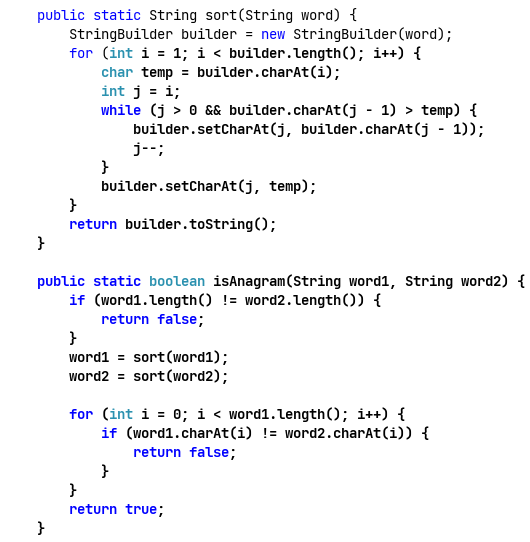 public static String sort(String word) {
    StringBuilder builder = new StringBuilder(word);
    for (int i = 1; i < builder.length(); i++) {
        char temp = builder.charAt(i);
        int j = i;
        while (j > 0 && builder.charAt(j - 1) > temp) {
            builder.setCharAt(j, builder.charAt(j - 1));
            j--;
        }
        builder.setCharAt(j, temp);
    }
    return builder.toString();
}

public static boolean isAnagram(String word1, String word2) {
    if (word1.length() != word2.length()) {
        return false;
    }
    word1 = sort(word1);
    word2 = sort(word2);

    for (int i = 0; i < word1.length(); i++) {
        if (word1.charAt(i) != word2.charAt(i)) {
            return false;
        }
    }
    return true;
}